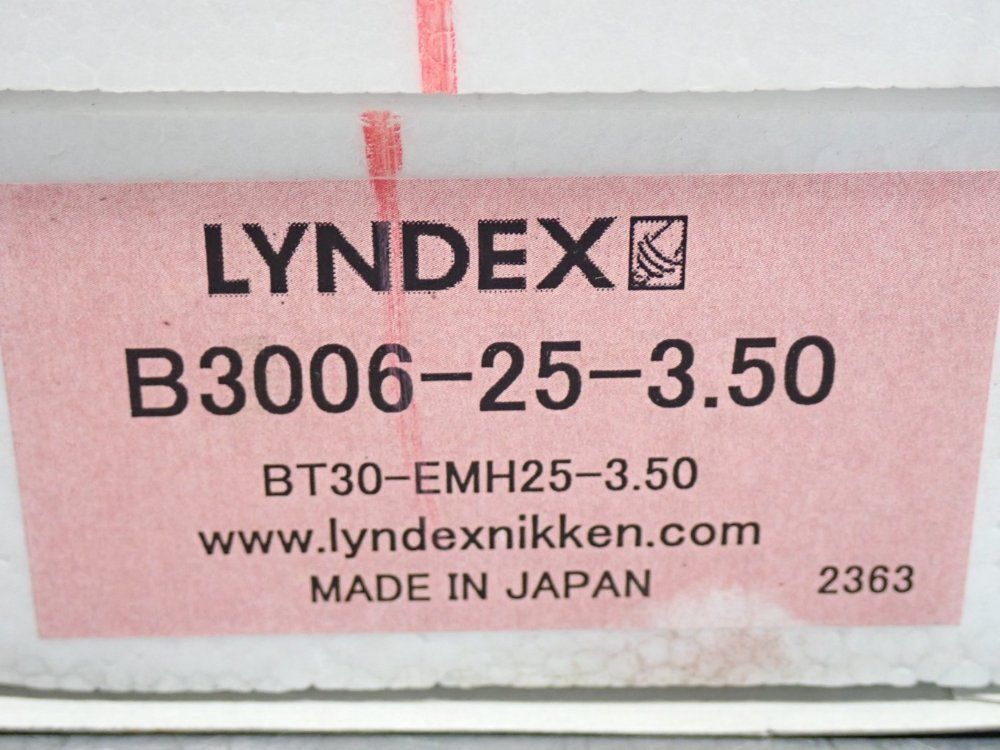 LYNDEX
B3006-25-3.50
BT30-EMH25-3.50
www.lyndexnikken.com
MADE IN JAPAN 2363